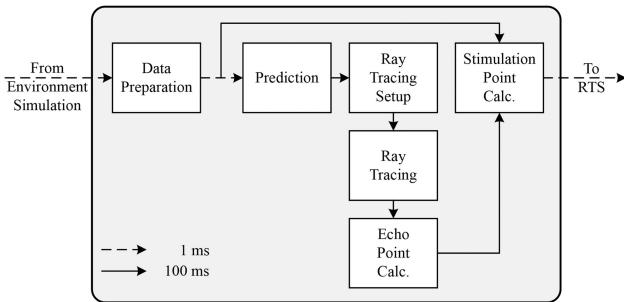 From
Environment
Simulation
Data
Preparation
Prediction
Ray
Tracing
Setup
Stimulation
Point
Calc.
To
RTS
Ray
Tracing
Echo
Point
Calc.
1 ms
100 ms